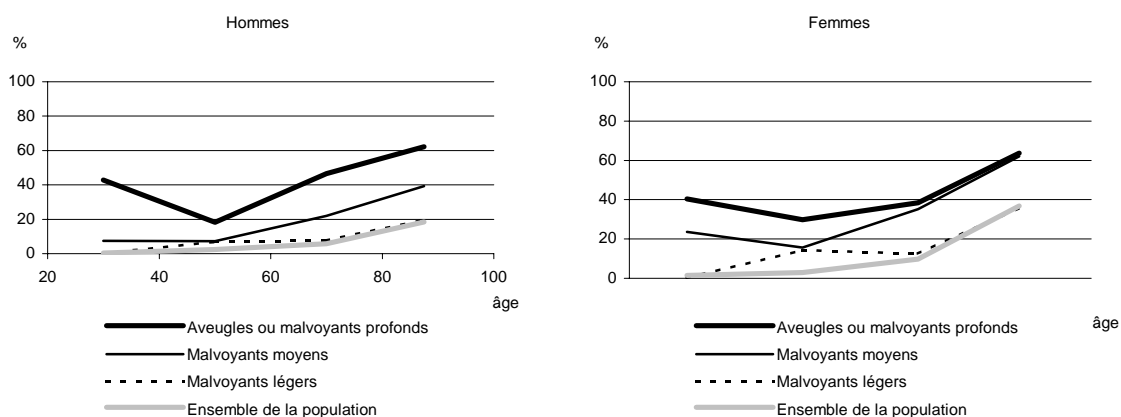 Hommes
%
100
80
60
40
20
0
20 40 60 80 100
âge
Aveugles ou malvoyants profonds
Malvoyants moyens
Malvoyants légers
Ensemble de la population
Femmes
%
100
80
60
40
20
0
âge
Aveugles ou malvoyants profonds
Malvoyants moyens
Malvoyants légers
Ensemble de la population